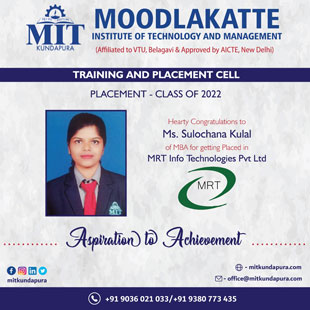 MIT
KUNDAPURA
MOODLAKATTE
INSTITUTE OF TECHNOLOGY AND MANAGEMENT
(Affiliated to VTU, Belagavi & Approved by AICTE, New Delhi)
TRAINING AND PLACEMENT CELL
PLACEMENT - CLASS OF 2022
Hearty Congratulations to
Ms. Sulochana Kulal
of MBA for getting Placed in
MRT Info Technologies Pvt Ltd
MRT
MIT
Aspiration to Achievement
mitkundapura
- mitkundapura.com
- office@mitkundapura.com
+91 9036 021 033/+91 9380 773 435